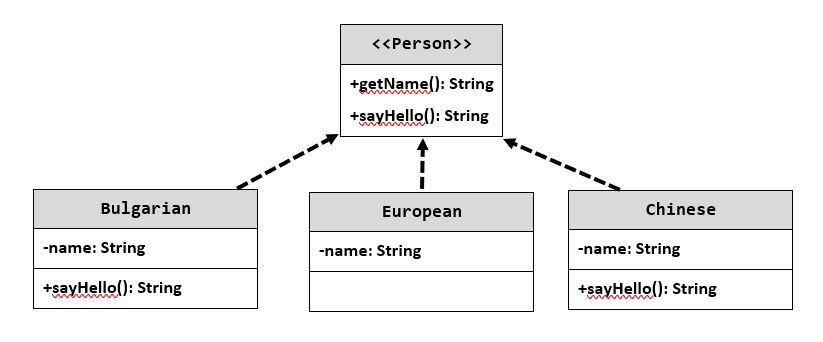 <<Person>>
+getName(): String
+sayHello(): String
Bulgarian
-name: String
+sayHello(): String
European
-name: String
Chinese
-name: String
+sayHello(): String